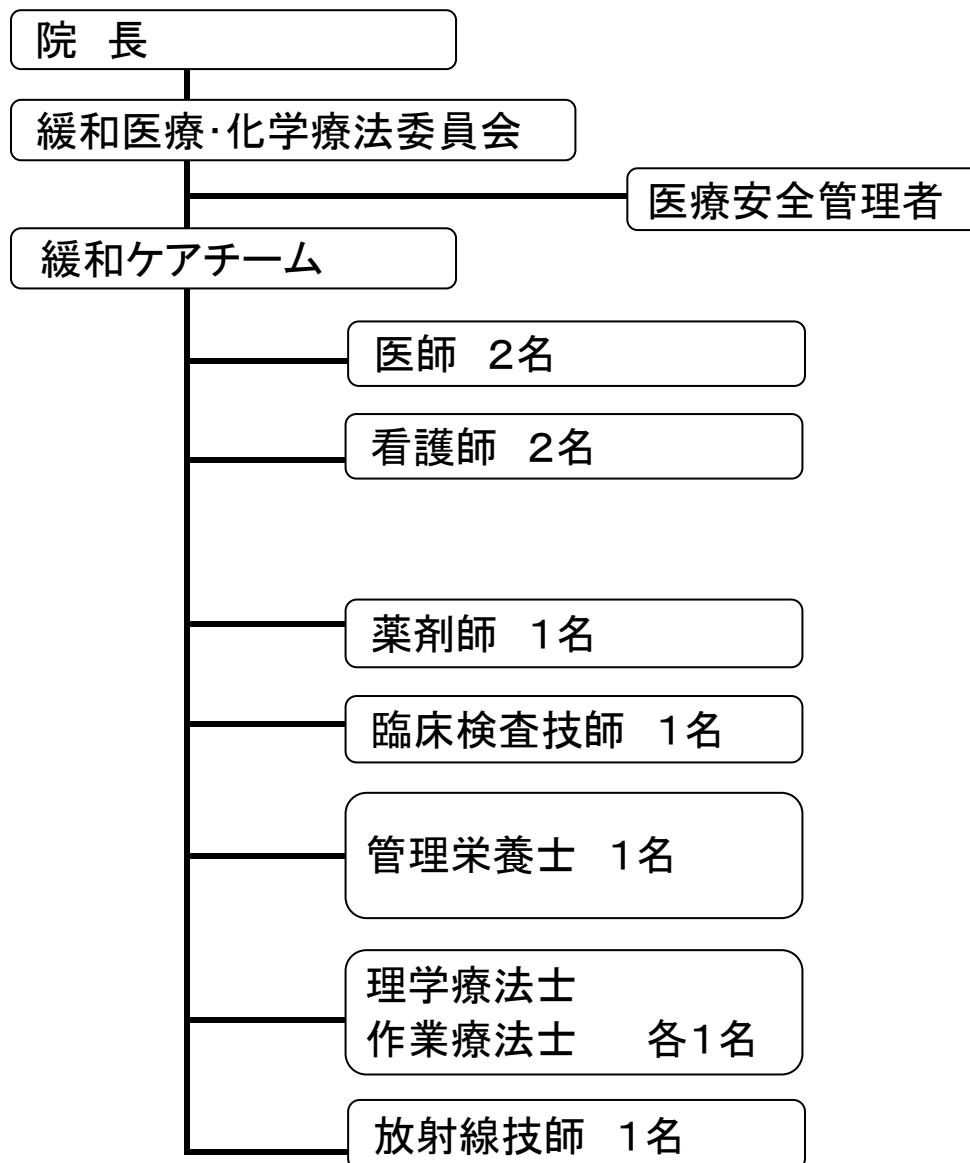 院　長
緩和医療・化学療法委員会
医療安全管理者
緩和ケアチーム
医師　２名
看護師　２名
薬剤師　１名
臨床検査技師　１名
管理栄養士　１名
理学療法士
作業療法士　　各１名
放射線技師　１名